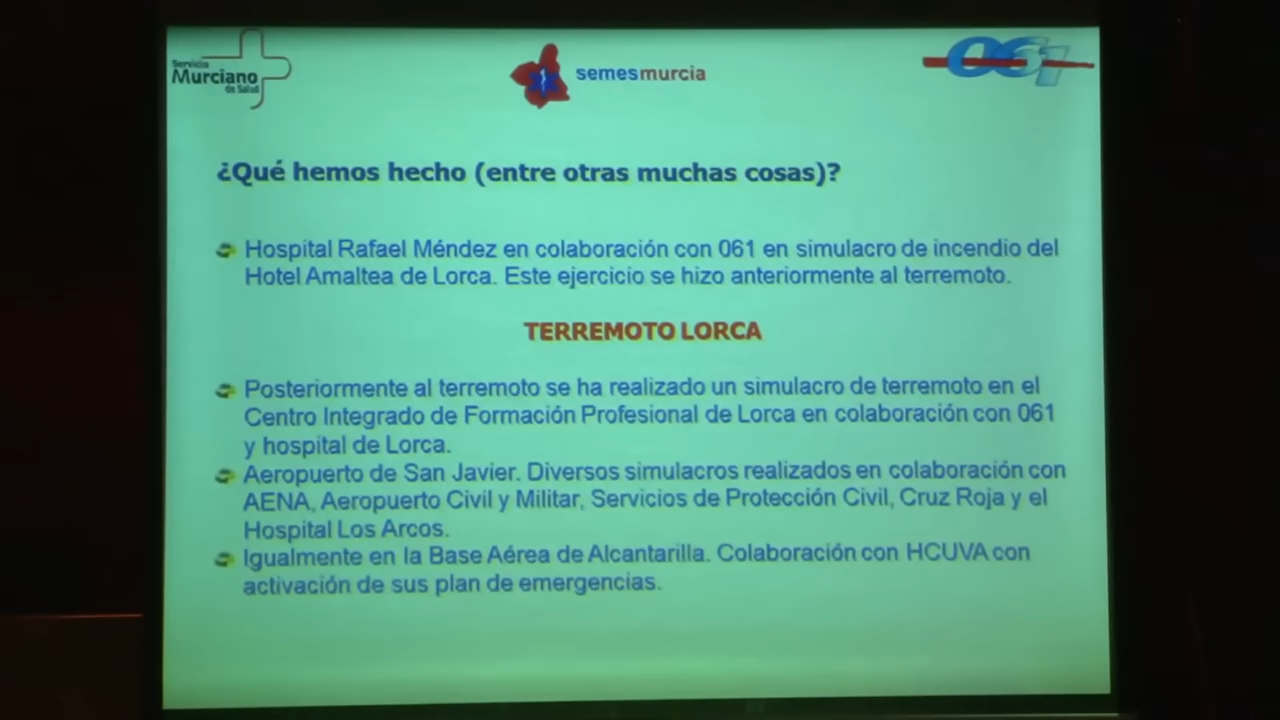 Servicio
Murciano
de Salud
semesmurcia
061
¿Qué hemos hecho (entre otras muchas cosas)?
Hospital Rafael Méndez en colaboración con 061 en simulacro de incendio del
Hotel Amaltea de Lorca. Este ejercicio se hizo anteriormente al terremoto.
TERREMOTO LORCA
Posteriormente al terremoto se ha realizado un simulacro de terremoto en el
Centro Integrado de Formación Profesional de Lorca en colaboración con 061
y hospital de Lorca.
Aeropuerto de San Javier. Diversos simulacros realizados en colaboración con
AENA, Aeropuerto Civil y Militar, Servicios de Protección Civil, Cruz Roja y el
Hospital Los Arcos.
Igualmente en la Base Aérea de Alcantarilla. Colaboración con HCUVA con
activación de sus plan de emergencias.